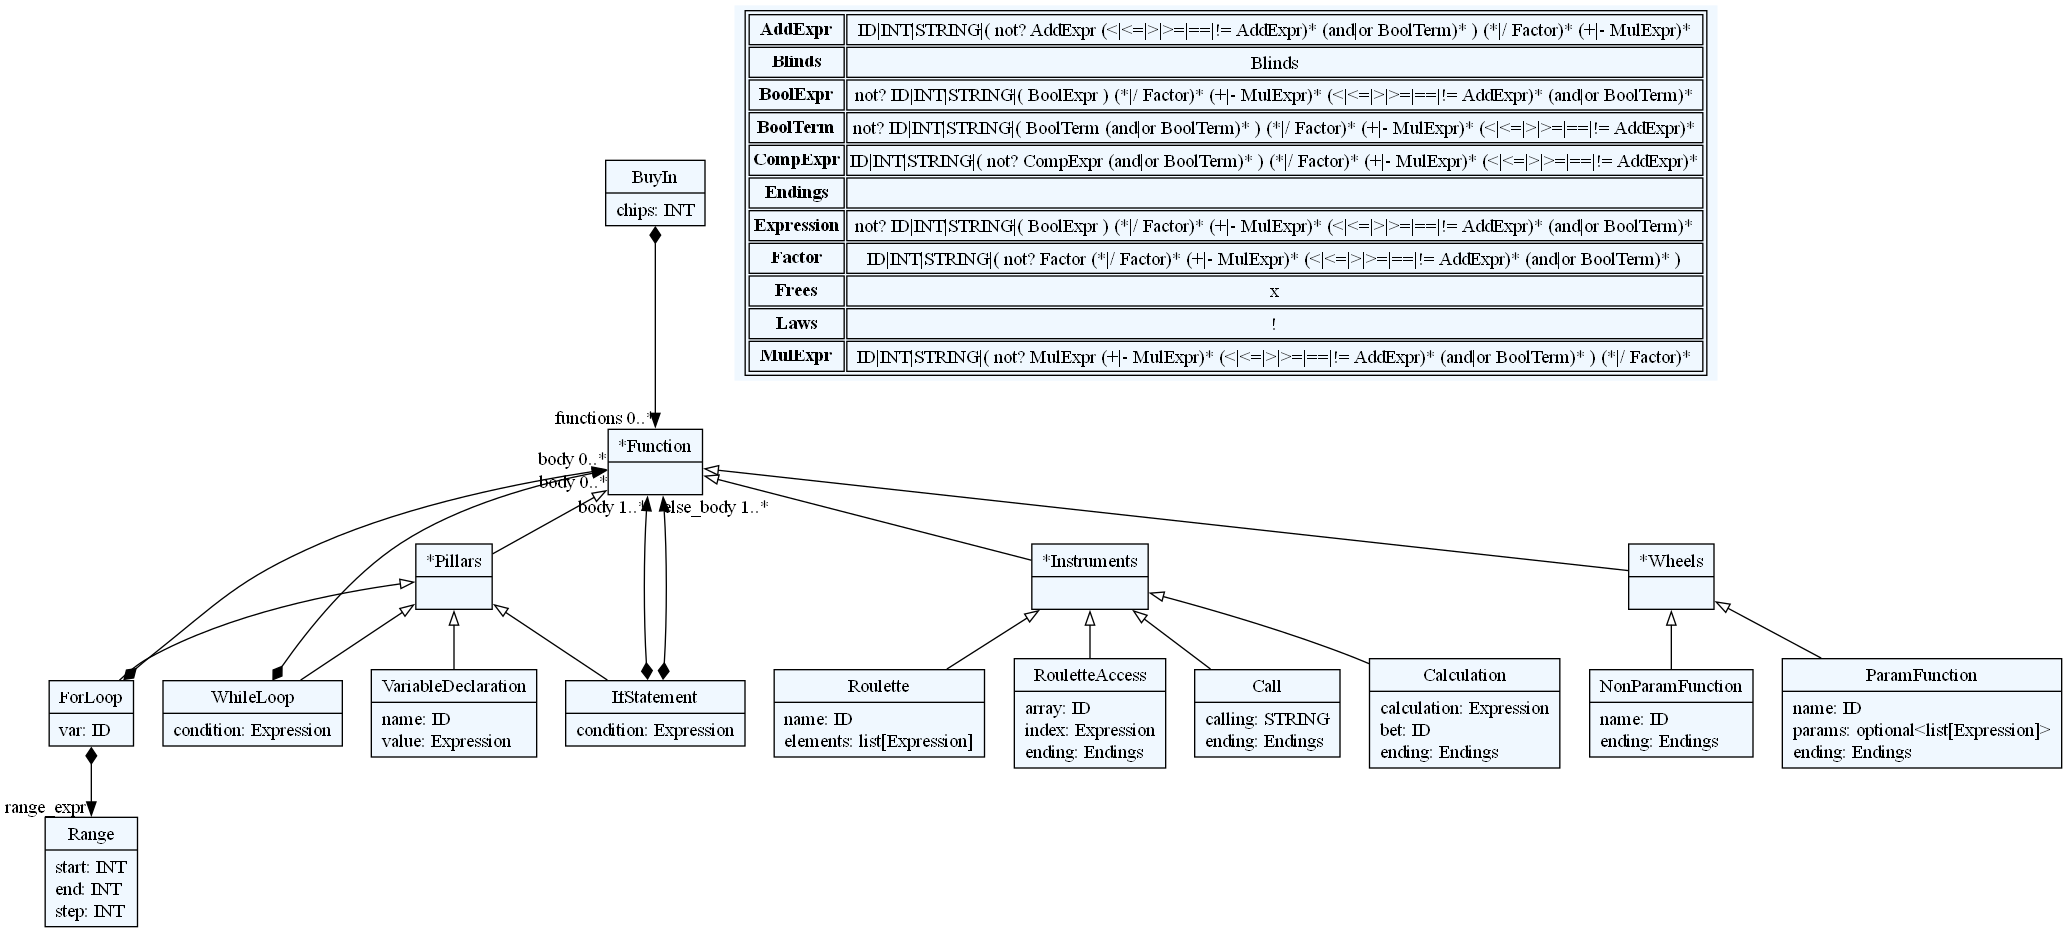 AddExpr ID|INT|STRING|( not? AddExpr (<|<=|>|>=|==|!= AddExpr)* (and|or BoolTerm)* ) (*|/ Factor)* (+|- MulExpr)*
Blinds Blinds
BoolExpr not? ID|INT|STRING|( BoolExpr ) (*|/ Factor)* (+|- MulExpr)* (<|<=|>|>=|==|!= AddExpr)* (and|or BoolTerm)*
BoolTerm not? ID|INT|STRING|( BoolTerm (and|or BoolTerm)* ) (*|/ Factor)* (+|- MulExpr)* (<|<=|>|>=|==|!= AddExpr)*
CompExpr ID|INT|STRING|( not? CompExpr (and|or BoolTerm)* ) (*|/ Factor)* (+|- MulExpr)* (<|<=|>|>=|==|!= AddExpr)*
Endings
Expression not? ID|INT|STRING|( BoolExpr ) (*|/ Factor)* (+|- MulExpr)* (<|<=|>|>=|==|!= AddExpr)* (and|or BoolTerm)*
Factor ID|INT|STRING|( not? Factor (*|/ Factor)* (+|- MulExpr)* (<|<=|>|>=|==|!= AddExpr)* (and|or BoolTerm)* )
Frees x
Laws !
MulExpr ID|INT|STRING|( not? MulExpr (+|- MulExpr)* (<|<=|>|>=|==|!= AddExpr)* (and|or BoolTerm)* ) (*|/ Factor)*
BuyIn
chips: INT
functions 0..*
*Function
body 0..*
body 0..*
body 1..*
else_body 1..*
*Pillars
*Instruments
*Wheels
ForLoop
var: ID
WhileLoop
condition: Expression
VariableDeclaration
name: ID
value: Expression
IfStatement
condition: Expression
Roulette
name: ID
elements: list[Expression]
RouletteAccess
array: ID
index: Expression
ending: Endings
Call
calling: STRING
ending: Endings
Calculation
calculation: Expression
bet: ID
ending: Endings
NonParamFunction
name: ID
ending: Endings
ParamFunction
name: ID
params: optional<list[Expression]>
ending: Endings
range_expr
Range
start: INT
end: INT
step: INT